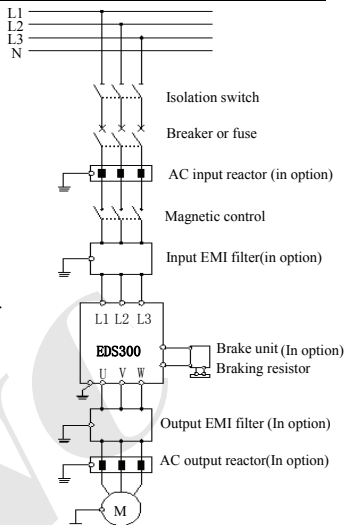 L1
L2
L3
N
Isolation switch
Breaker or fuse
AC input reactor (in option)
Magnetic control
Input EMI filter(in option)
L1 L2 L3
EDS300
U V W
Brake unit (In option)
Braking resistor
Output EMI filter (In option)
AC output reactor(In option)
M